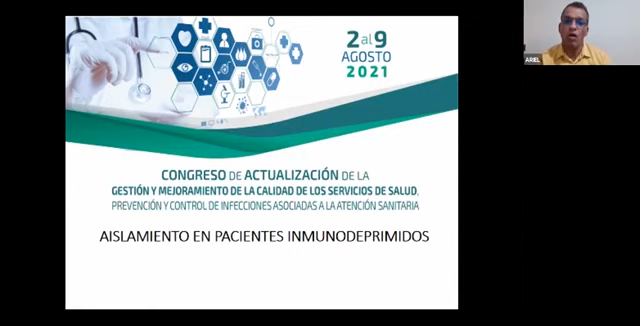 2 al 9
AGOSTO
2021
CONGRESO DE ACTUALIZACIÓN DE LA
GESTIÓN Y MEJORAMIENTO DE LA CALIDAD DE LOS SERVICIOS DE SALUD,
PREVENCIÓN Y CONTROL DE INFECCIONES ASOCIADAS A LA ATENCIÓN SANITARIA
AISLAMIENTO EN PACIENTES INMUNODEPRIMIDOS
ARIEL